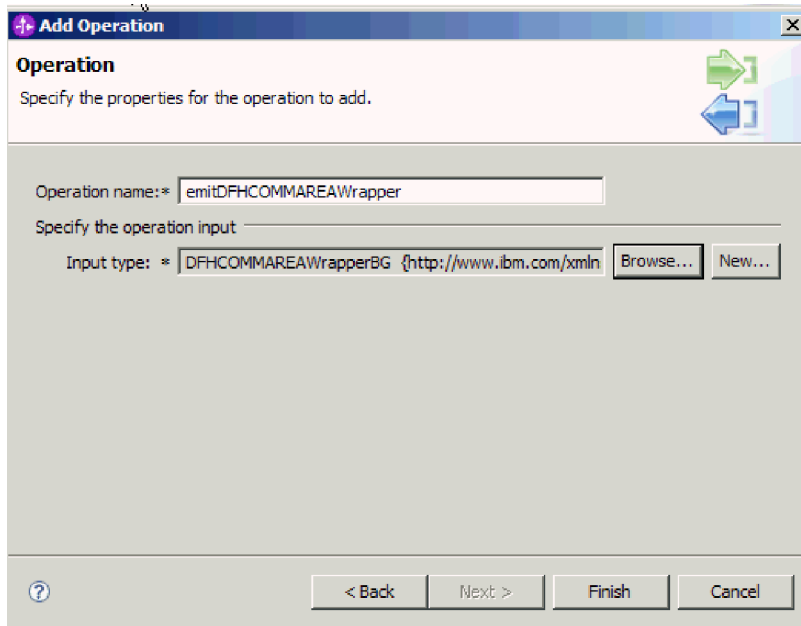 Add Operation
Operation
Specify the properties for the operation to add.
Operation name:* emitDFHCOMMAREAWrapper
Specify the operation input
Input type: * DFHCOMMAREAWrapperBG {http://www.ibm.com/xmln Browse... New...
< Back Next > Finish Cancel